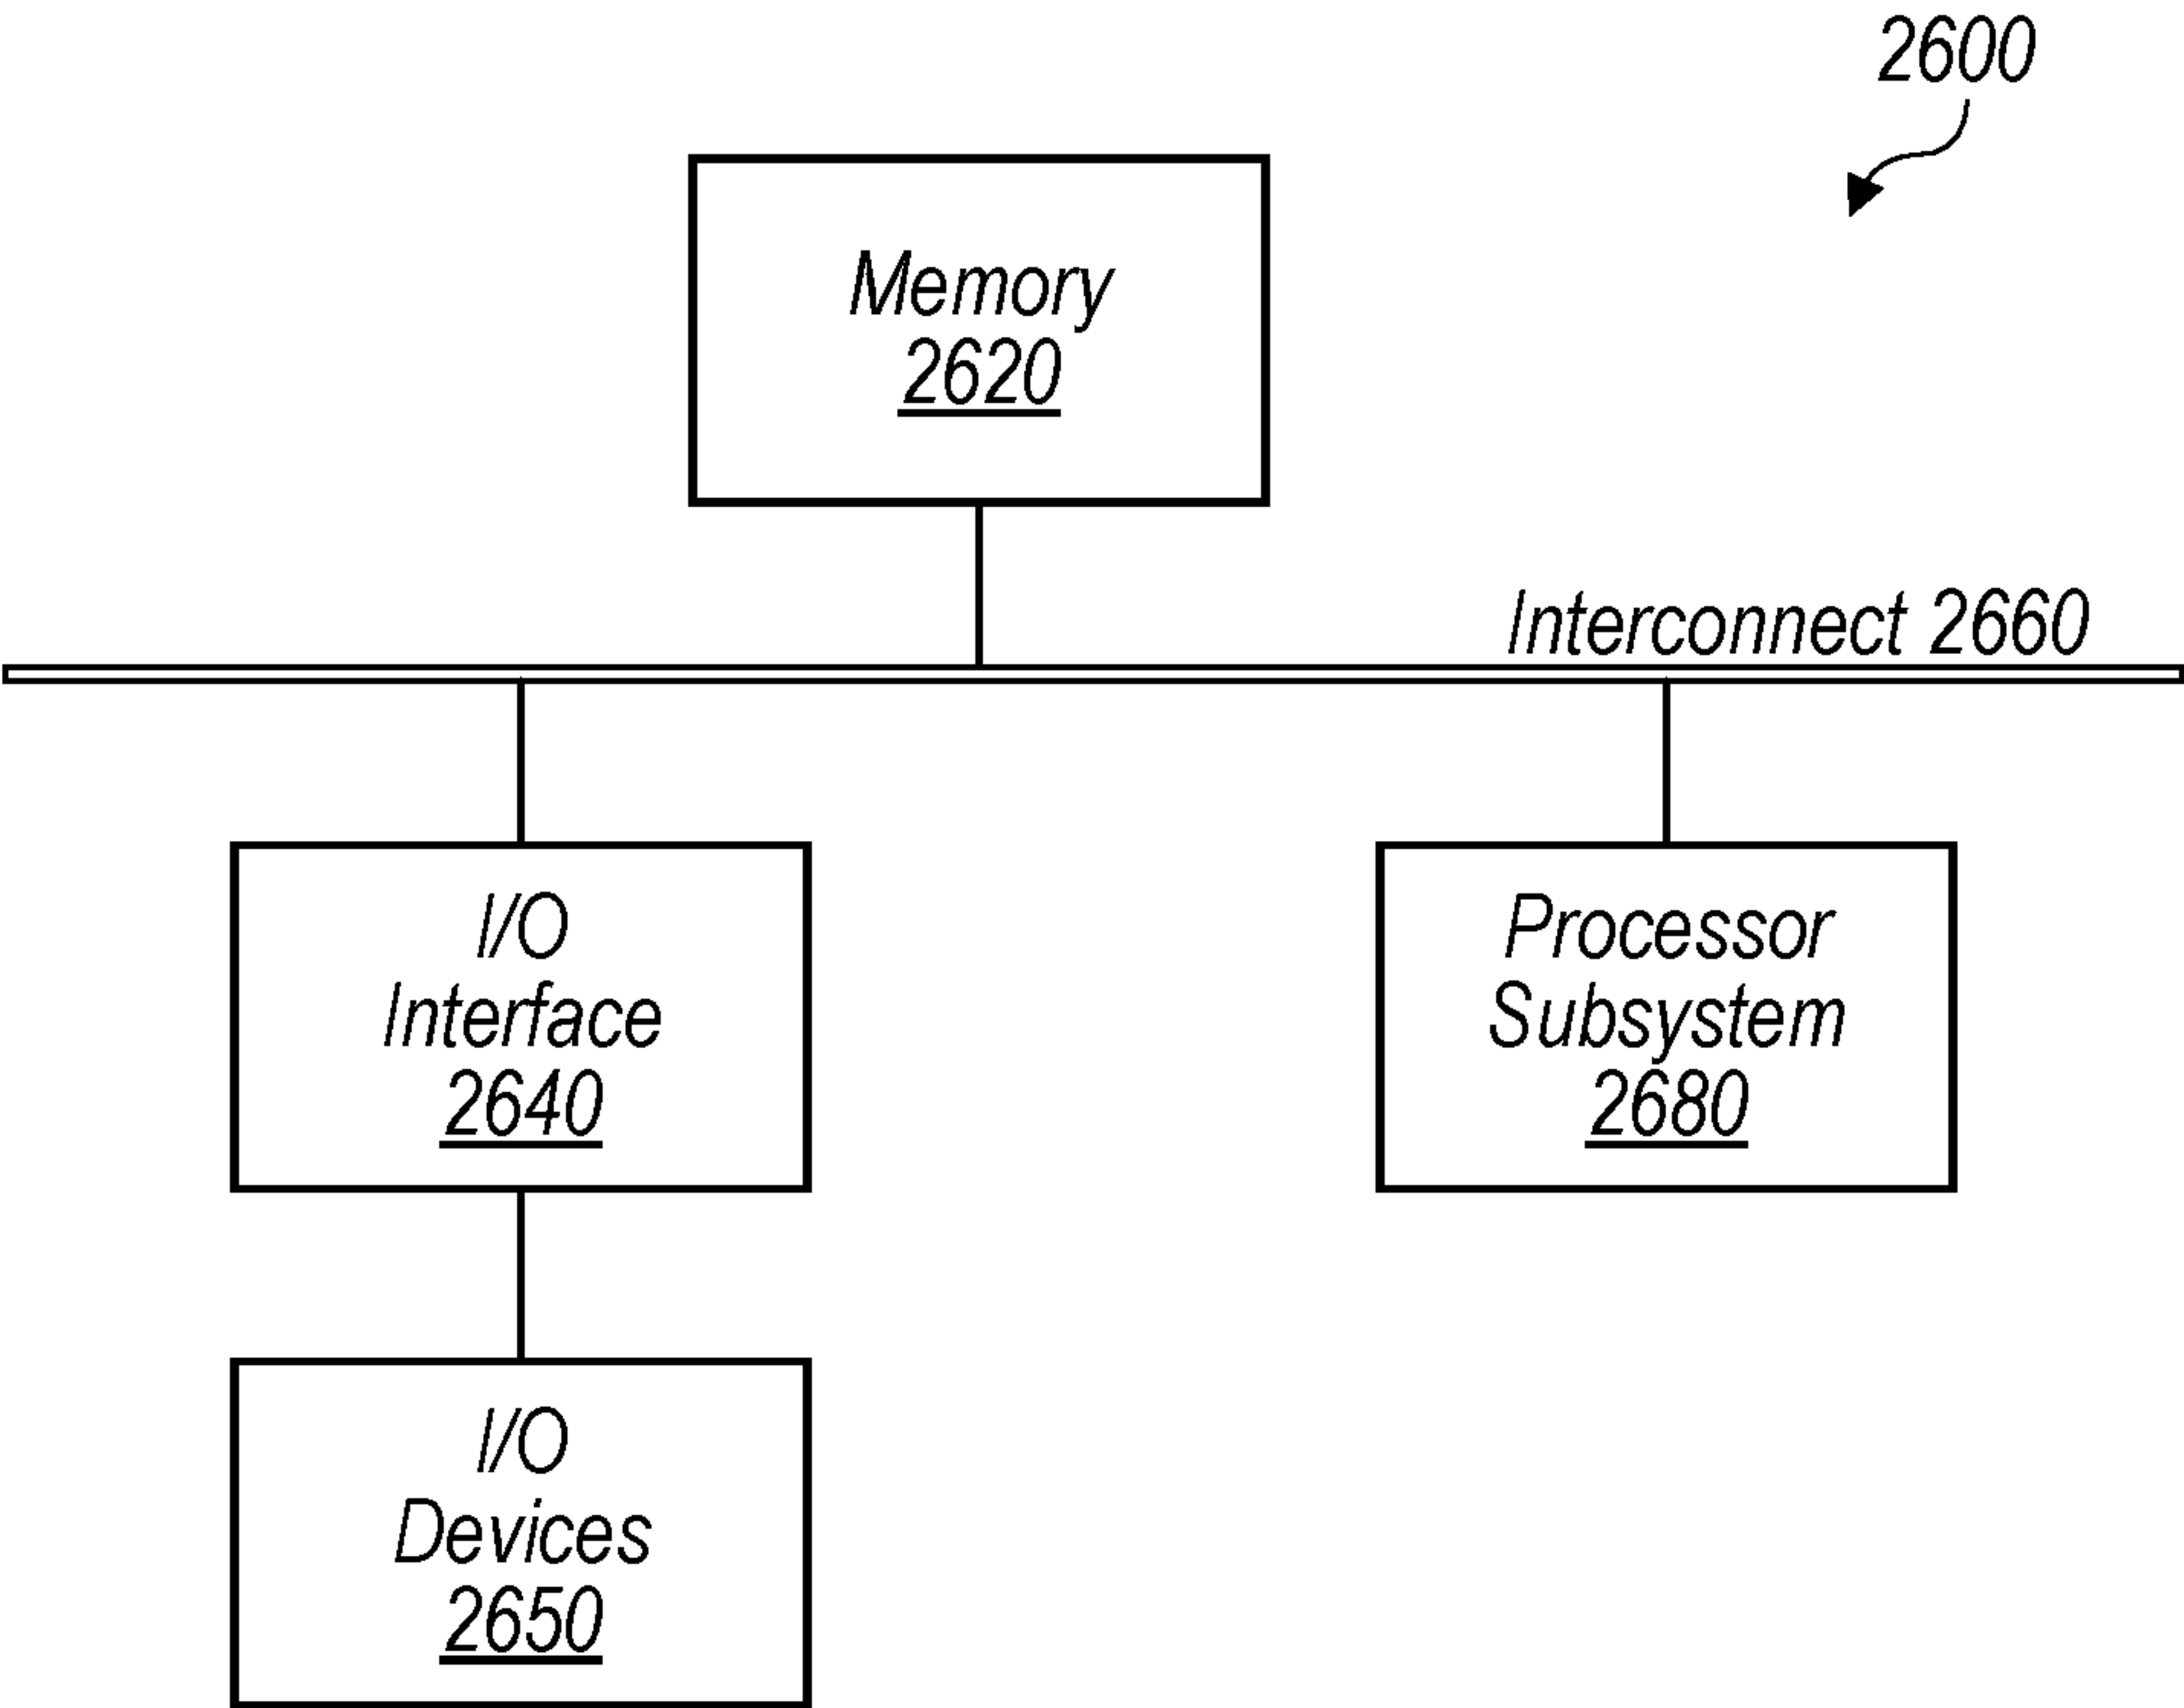 2600
Memory
2620
Interconnect 2660
I/O
Interface
2640
Processor
Subsystem
2680
I/O
Devices
2650